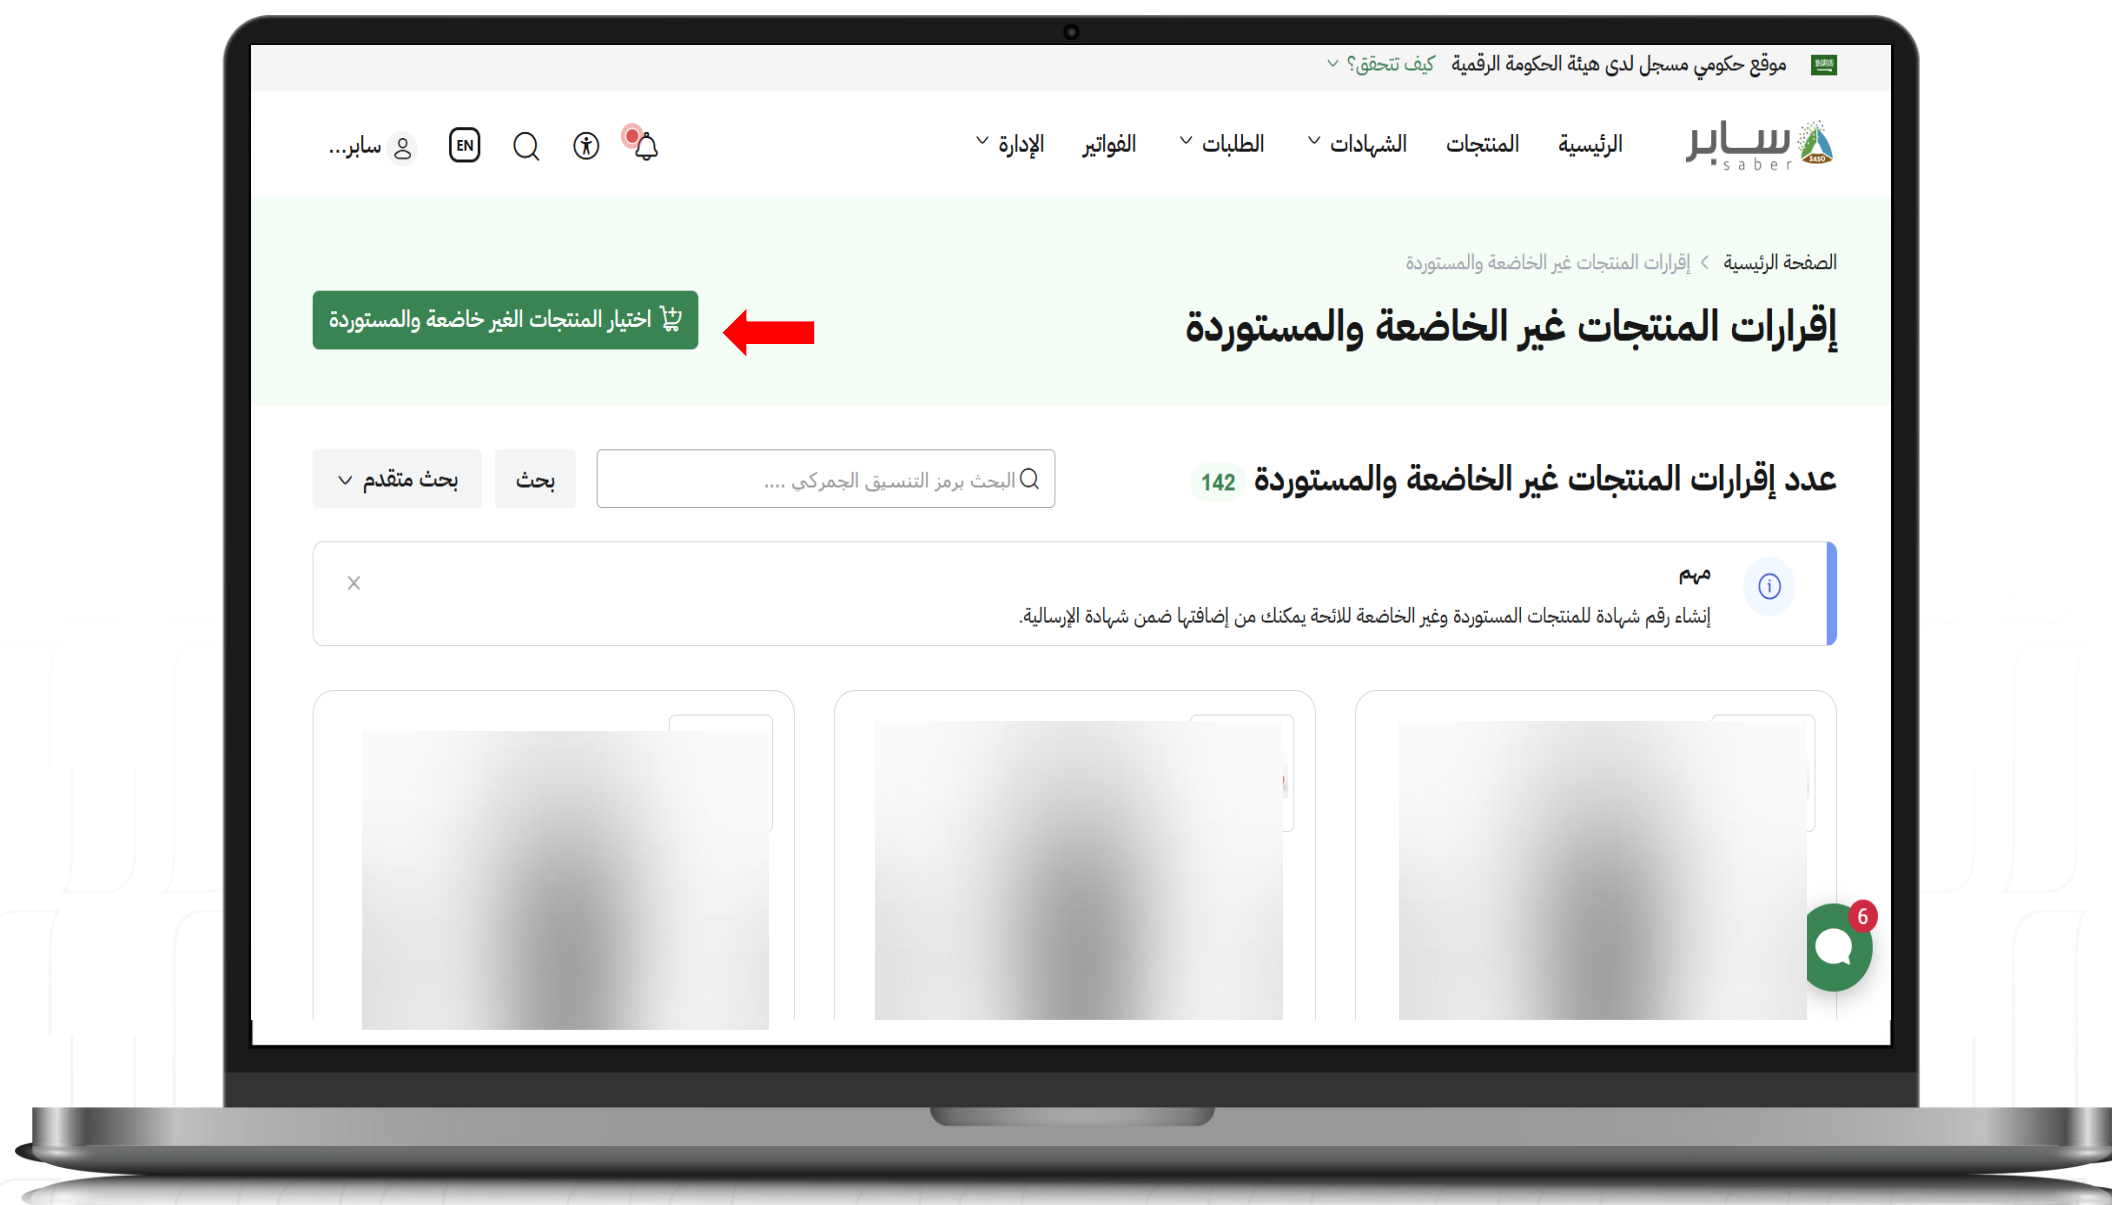 موقع حكومي مسجل لدى هيئة الحكومة الرقمية كيف تتحقق؟
سابر
saber
SASO
الرئيسية
المنتجات
الشهادات
الطلبات
الفواتير
الإدارة
EN
سابر...
الصفحة الرئيسية > إقرارات المنتجات غير الخاضعة والمستوردة
إقرارات المنتجات غير الخاضعة والمستوردة
اختيار المنتجات الغير خاضعة والمستوردة
عدد إقرارات المنتجات غير الخاضعة والمستوردة 142
البحث برمز التنسيق الجمركي ....
بحث
بحث متقدم
مهم
إنشاء رقم شهادة للمنتجات المستوردة وغير الخاضعة للائحة يمكنك من إضافتها ضمن شهادة الإرسالية.
6